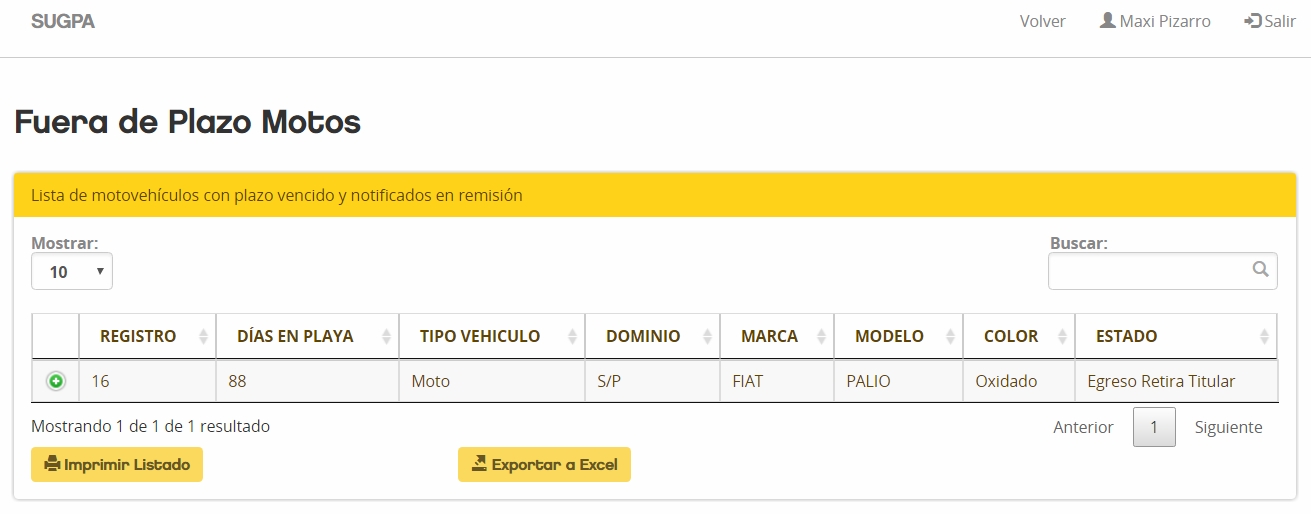 SUGPA Volver Maxi Pizarro Salir
Fuera de Plazo Motos
Lista de motovehículos con plazo vencido y notificados en remisión
Mostrar: Buscar:
10
REGISTRO DÍAS EN PLAYA TIPO VEHICULO DOMINIO MARCA MODELO COLOR ESTADO
16 88 Moto S/P FIAT PALIO Oxidado Egreso Retira Titular
Mostrando 1 de 1 de 1 resultado Anterior 1 Siguiente
Imprimir Listado Exportar a Excel